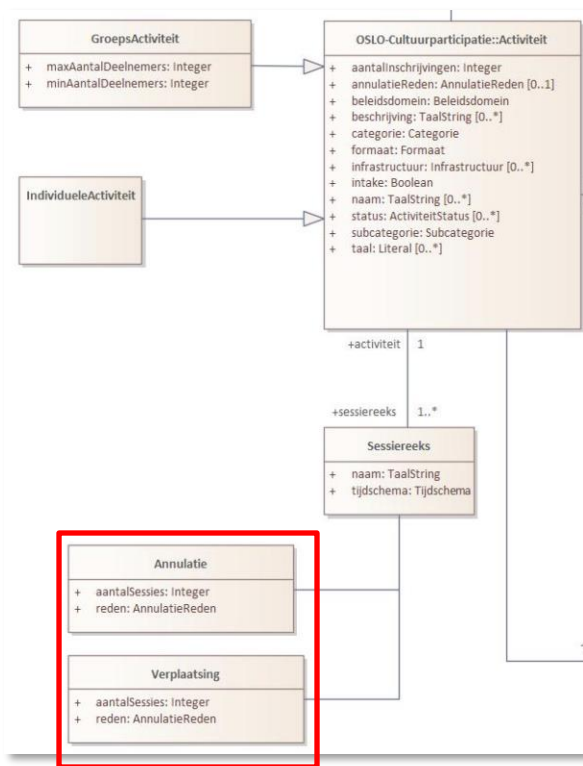 GroepsActiviteit
+ maxAantalDeelnemers: Integer
+ minAantalDeelnemers: Integer
OSLO-Cultuurparticipatie::Activiteit
+ aantalInschrijvingen: Integer
+ annulatieReden: AnnulatieReden [0..1]
+ beleidsdomein: Beleidsdomein
+ beschrijving: TaalString [0..*]
+ categorie: Categorie
+ formaat: Formaat
+ infrastructuur: Infrastructuur [0..*]
+ intake: Boolean
+ naam: TaalString [0..*]
+ status: ActiviteitStatus [0..*]
+ subcategorie: Subcategorie
+ taal: Literal [0..*]
IndividueleActiviteit
+activiteit 1
+sessiereeks 1..*
Sessiereeks
+ naam: TaalString
+ tijdschema: Tijdschema
Annulatie
+ aantalSessies: Integer
+ reden: AnnulatieReden
Verplaatsing
+ aantalSessies: Integer
+ reden: AnnulatieReden